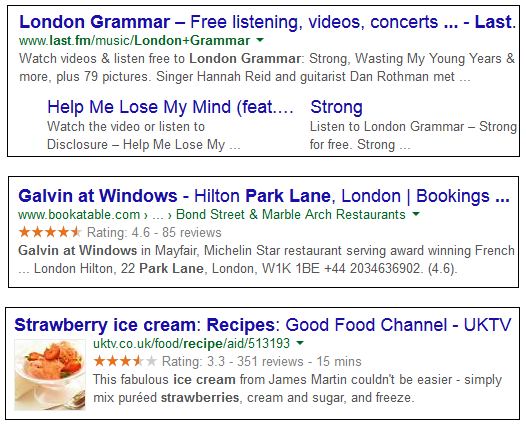 London Grammar – Free listening, videos, concerts ... - Last.
www.last.fm/music/London+Grammar
Watch videos & listen free to London Grammar: Strong, Wasting My Young Years &
more, plus 79 pictures. Singer Hannah Reid and guitarist Dan Rothman met ...
Help Me Lose My Mind (feat.…
Watch the video or listen to
Disclosure – Help Me Lose My ...
Strong
Listen to London Grammar – Strong
for free. Strong ...
Galvin at Windows - Hilton Park Lane, London | Bookings ...
www.bookatable.com › ... › Bond Street & Marble Arch Restaurants
Rating: 4.6 - 85 reviews
Galvin at Windows in Mayfair, Michelin Star restaurant serving award winning French
... London Hilton, 22 Park Lane, London, W1K 1BE +44 2034636902. (4.6).
Strawberry ice cream: Recipes: Good Food Channel - UKTV
uktv.co.uk/food/recipe/aid/513193
Rating: 3.3 - 351 reviews - 15 mins
This fabulous ice cream from James Martin couldn't be easier - simply
mix puréed strawberries, cream and sugar, and freeze.